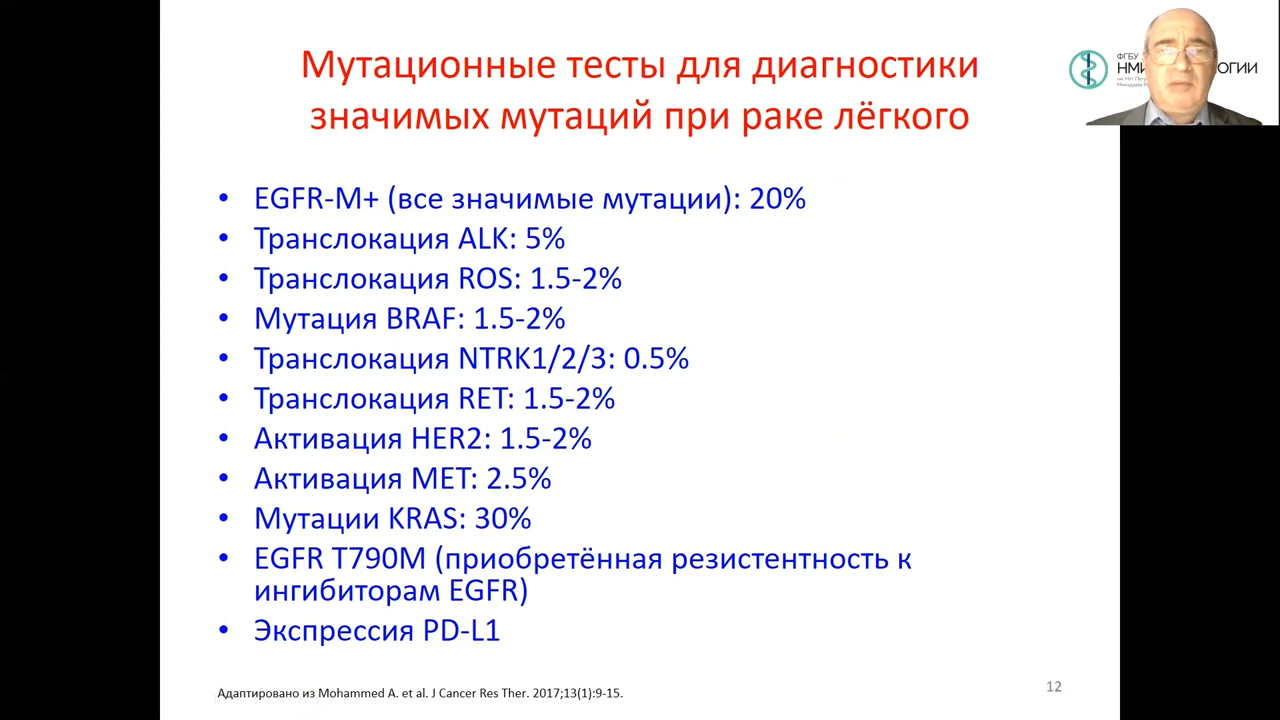 Мутационные тесты для диагностики
значимых мутаций при раке лёгкого
ФГБУ
• EGFR-M+ (все значимые мутации): 20%
• Транслокация ALK: 5%
• Транслокация ROS: 1.5-2%
• Мутация BRAF: 1.5-2%
• Транслокация NTRK1/2/3: 0.5%
• Транслокация RET: 1.5-2%
• Активация HER2: 1.5-2%
• Активация MET: 2.5%
• Мутации KRAS: 30%
• EGFR T790M (приобретённая резистентность к
ингибиторам EGFR)
• Экспрессия PD-L1
Адаптировано из Mohammed A. et al. J Cancer Res Ther. 2017;13(1):9-15.
12